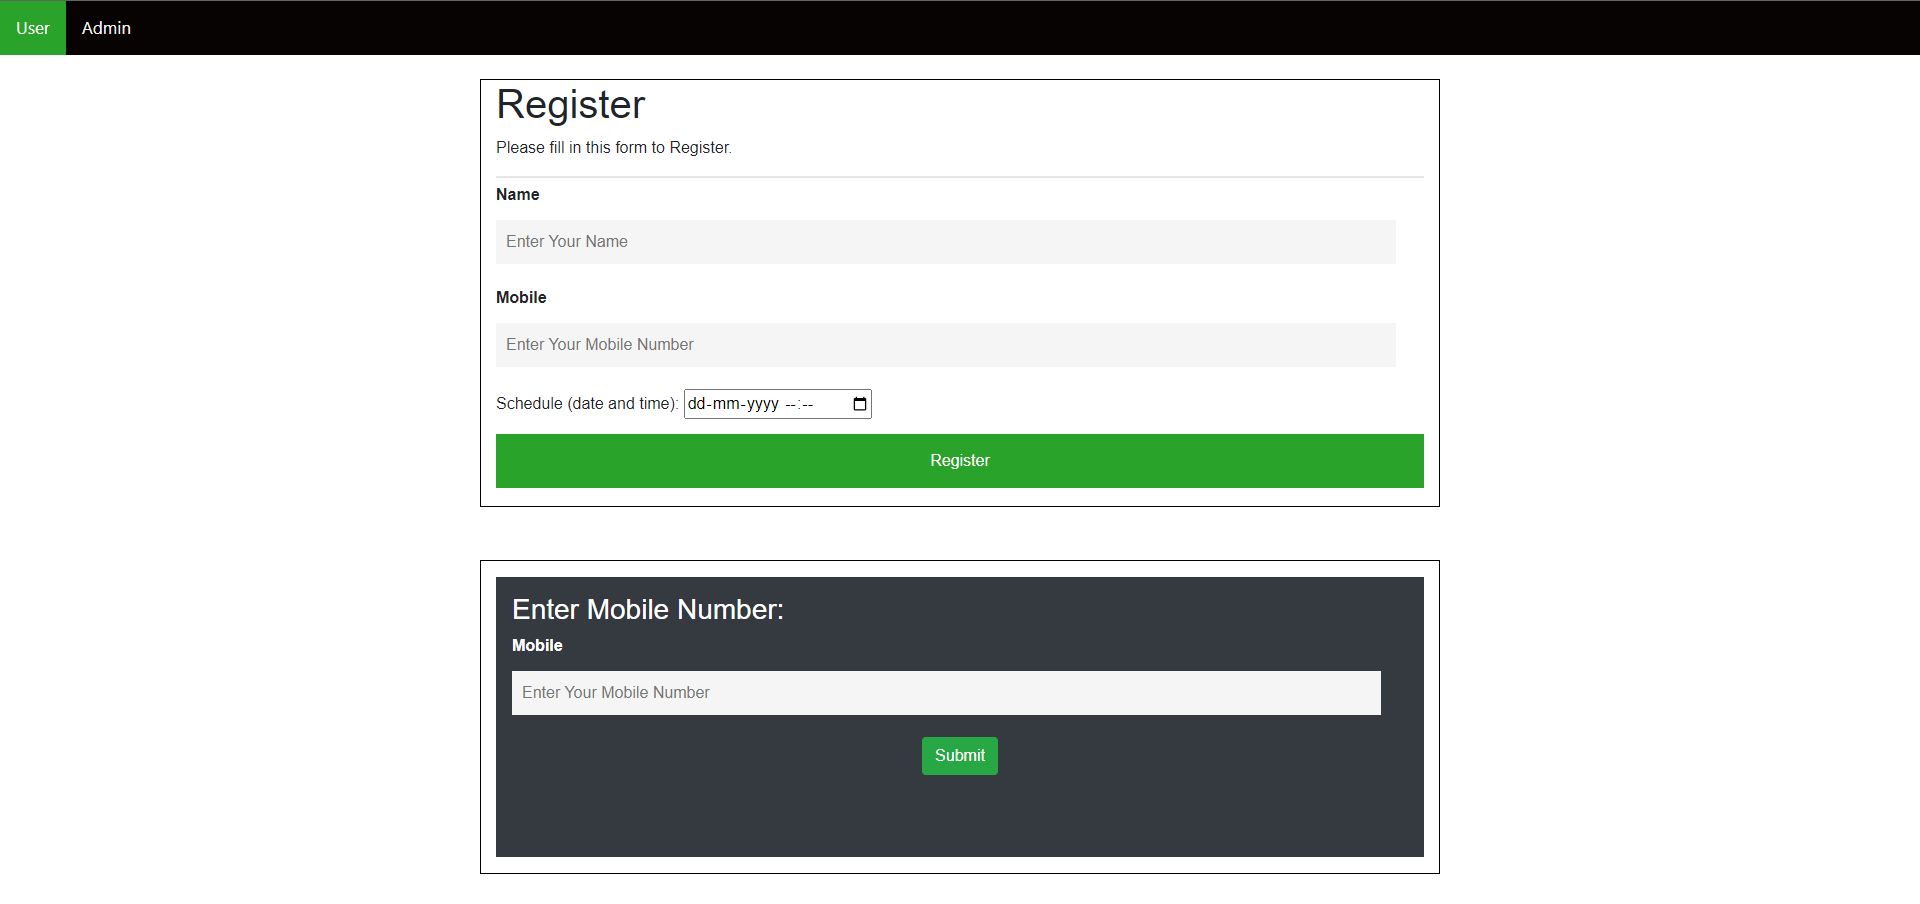 User Admin
Register
Please fill in this form to Register.
Name
Enter Your Name
Mobile
Enter Your Mobile Number
Schedule (date and time): dd-mm-yyyy --:--
Register
Enter Mobile Number:
Mobile
Enter Your Mobile Number
Submit